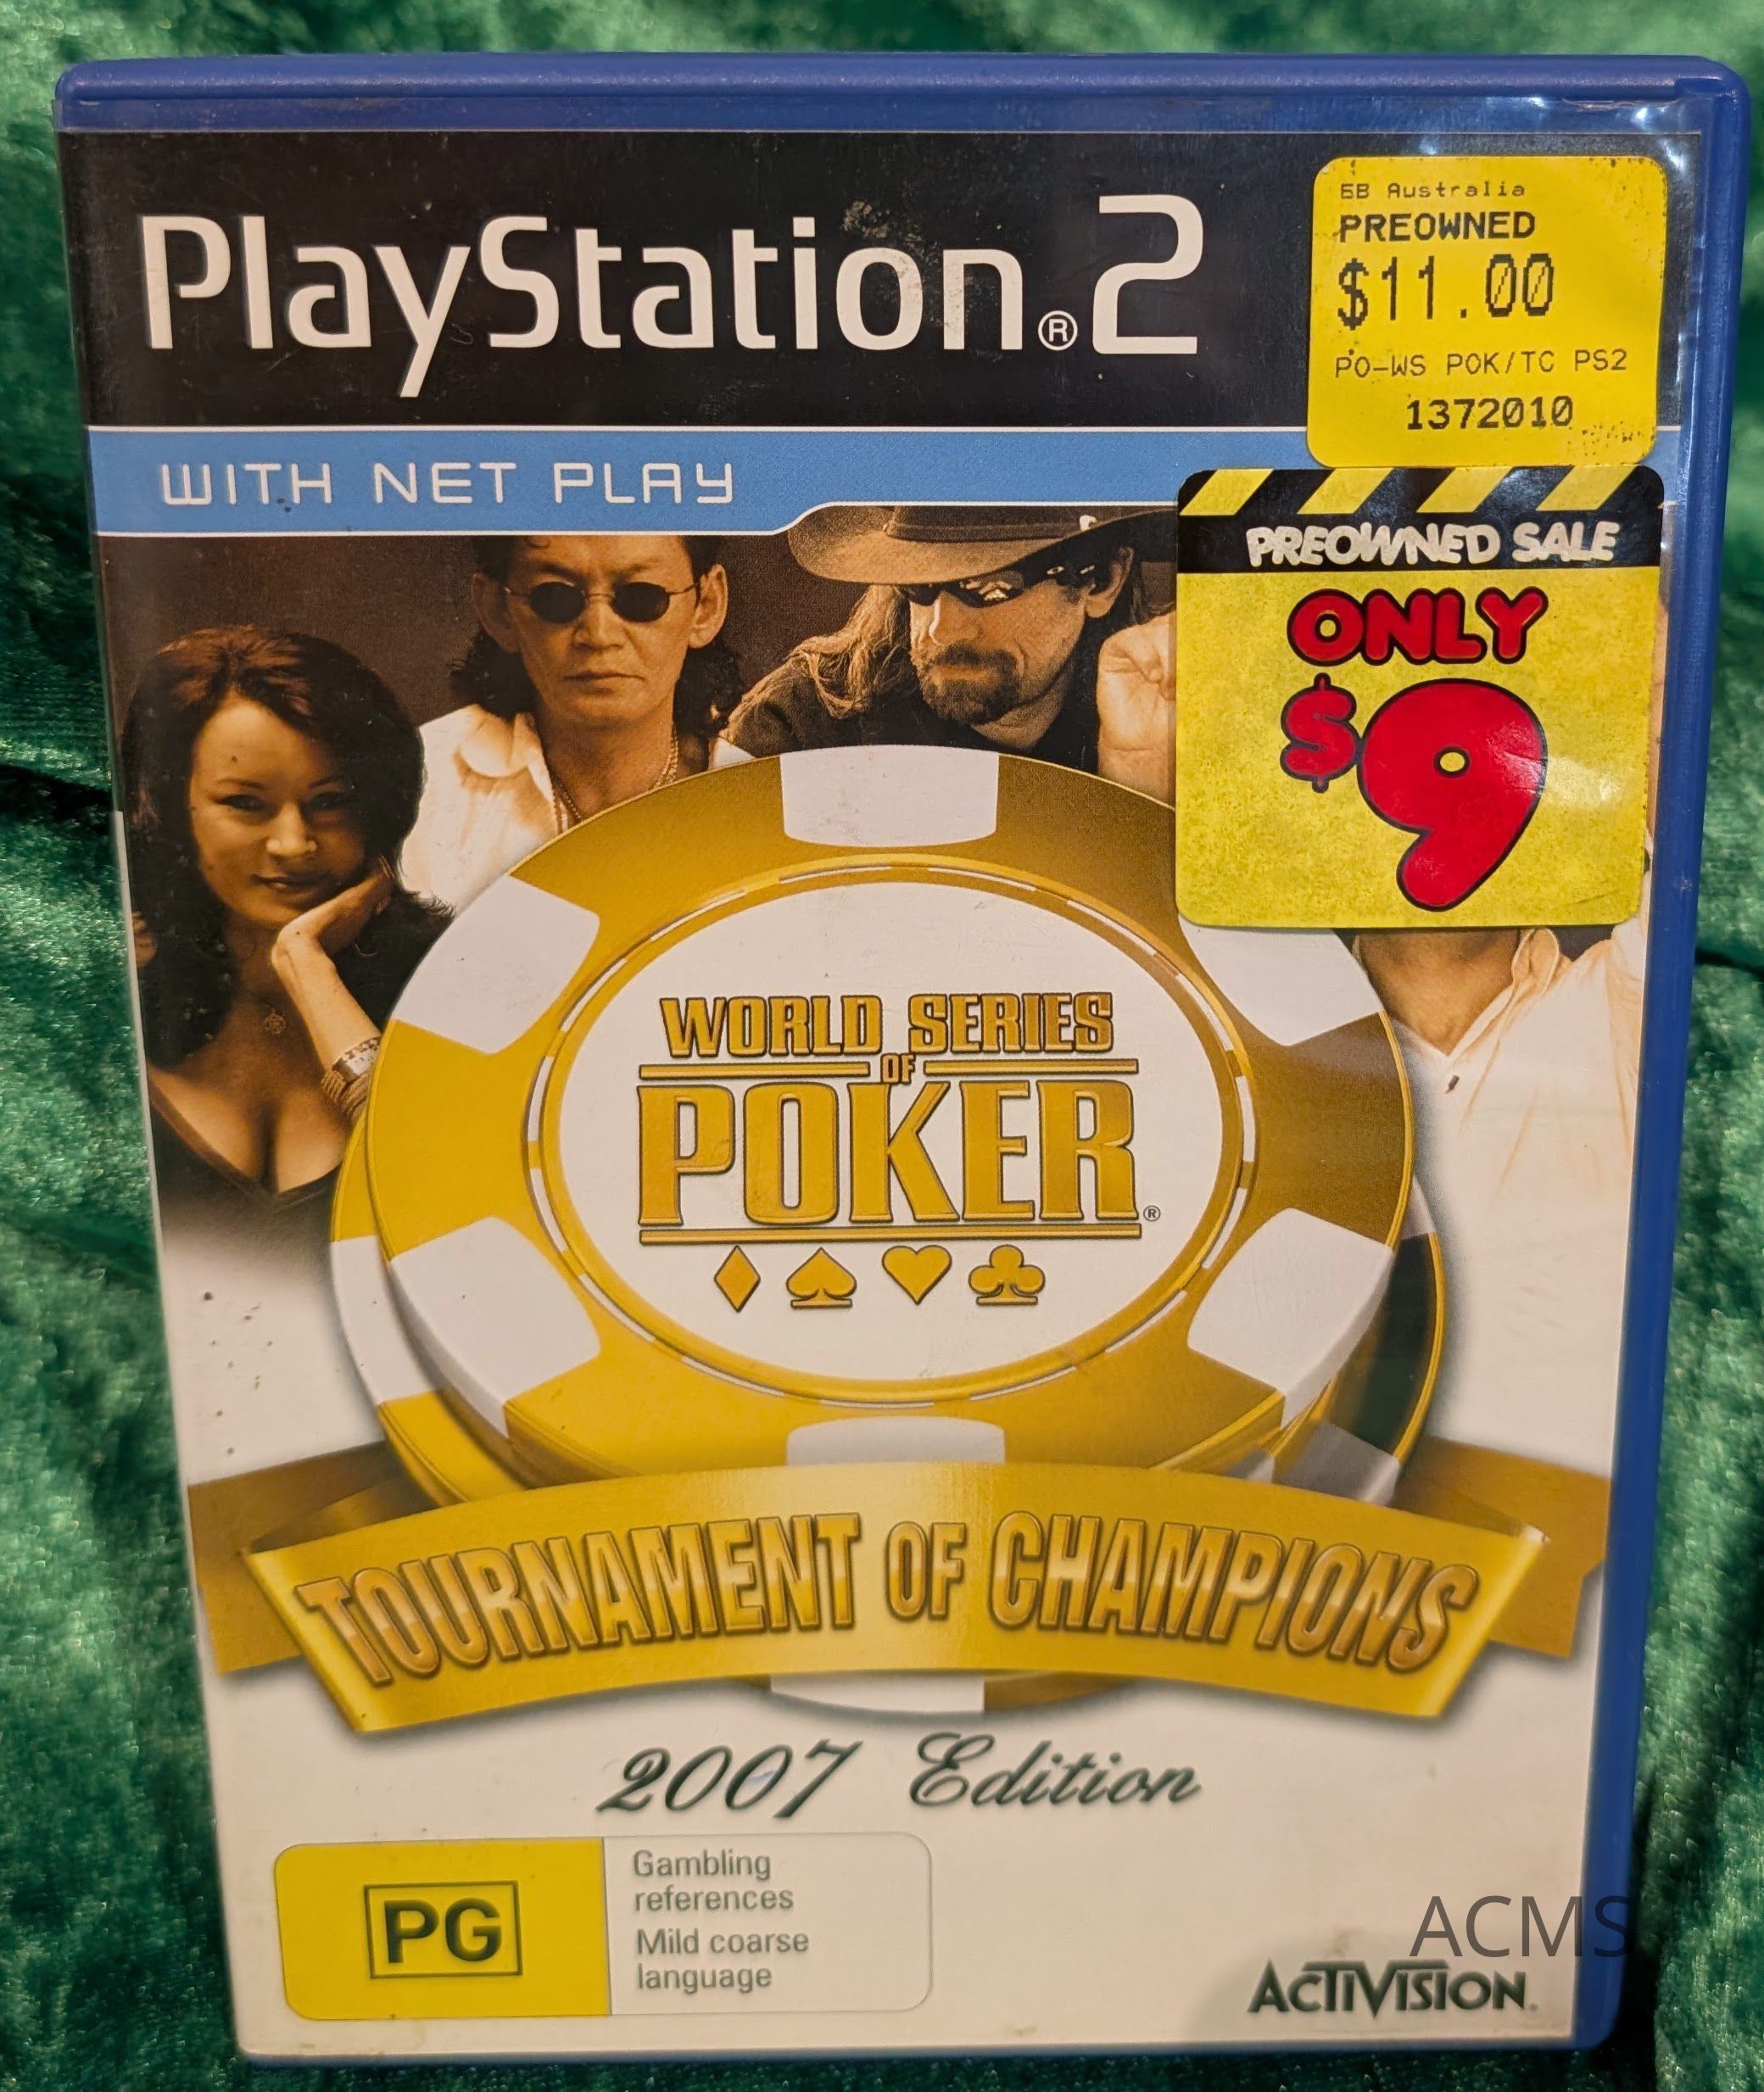 PlayStation®2
EB Australia
PREOWNED
$11.00
PO-WS POK/TC PS2
1372010
WITH NET PLAY
PREOWNED SALE
ONLY
$9
WORLD SERIES
OF
POKER®
TOURNAMENT OF CHAMPIONS
2007 Edition
PG
Gambling
references
Mild coarse
language
ACMS
ACTIVISION